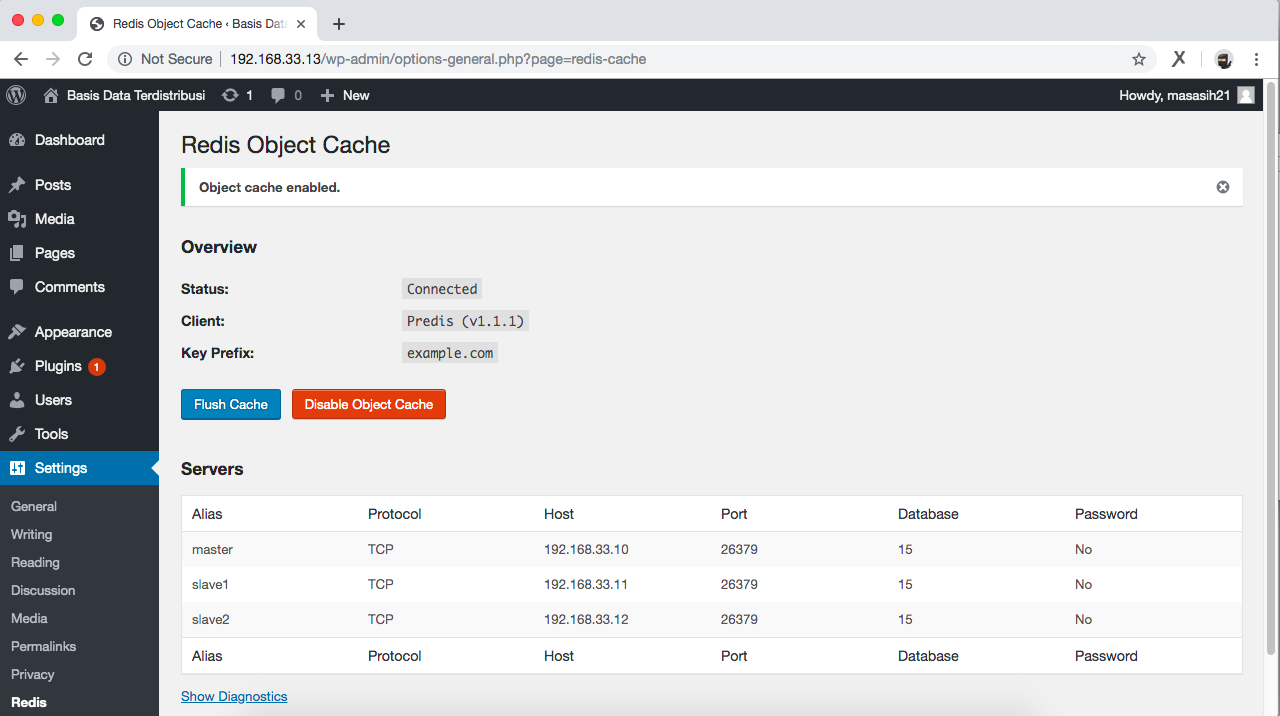 Redis Object Cache ‹ Basis Dat
Not Secure 192.168.33.13/wp-admin/options-general.php?page=redis-cache
Basis Data Terdistribusi 1 0 New Howdy, masasih21
Dashboard
Posts
Media
Pages
Comments
Appearance
Plugins 1
Users
Tools
Settings
General
Writing
Reading
Discussion
Media
Permalinks
Privacy
Redis
Redis Object Cache
Object cache enabled.
Overview
Status: Connected
Client: Predis (v1.1.1)
Key Prefix: example.com
Flush Cache Disable Object Cache
Servers
Alias Protocol Host Port Database Password
master TCP 192.168.33.10 26379 15 No
slave1 TCP 192.168.33.11 26379 15 No
slave2 TCP 192.168.33.12 26379 15 No
Alias Protocol Host Port Database Password
Show Diagnostics